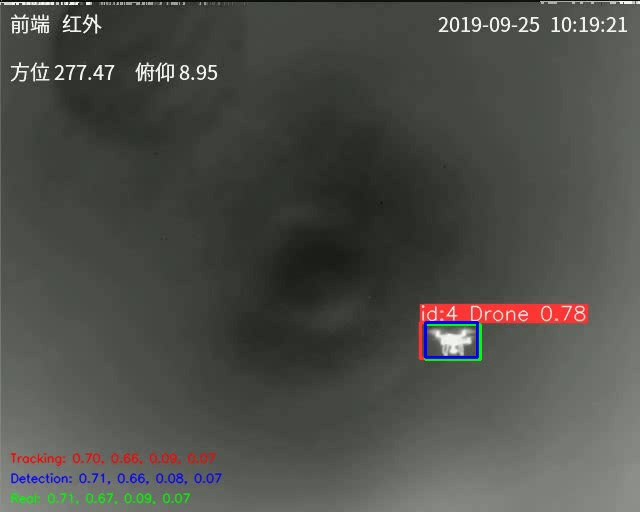 前端 红外
2019-09-25 10:19:21
方位 277.47 俯仰 8.95
id:4 Drone 0.78
Tracking: 0.70, 0.66, 0.09, 0.07
Detection: 0.71, 0.66, 0.08, 0.07
Real: 0.71, 0.67, 0.09, 0.07